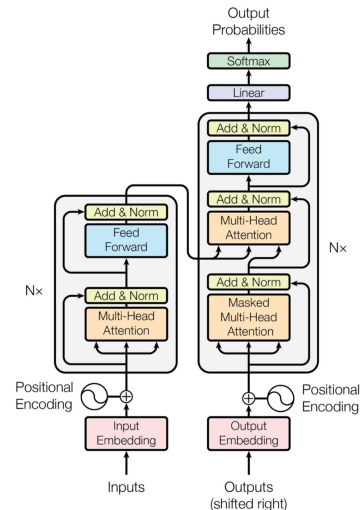 Output
Probabilities
Softmax
Linear
Add & Norm
Feed
Forward
Add & Norm
Multi-Head
Attention
Add & Norm
Masked
Multi-Head
Attention
N×
Add & Norm
Feed
Forward
Add & Norm
Multi-Head
Attention
N×
Positional
Encoding
Positional
Encoding
Input
Embedding
Output
Embedding
Inputs
Outputs
(shifted right)